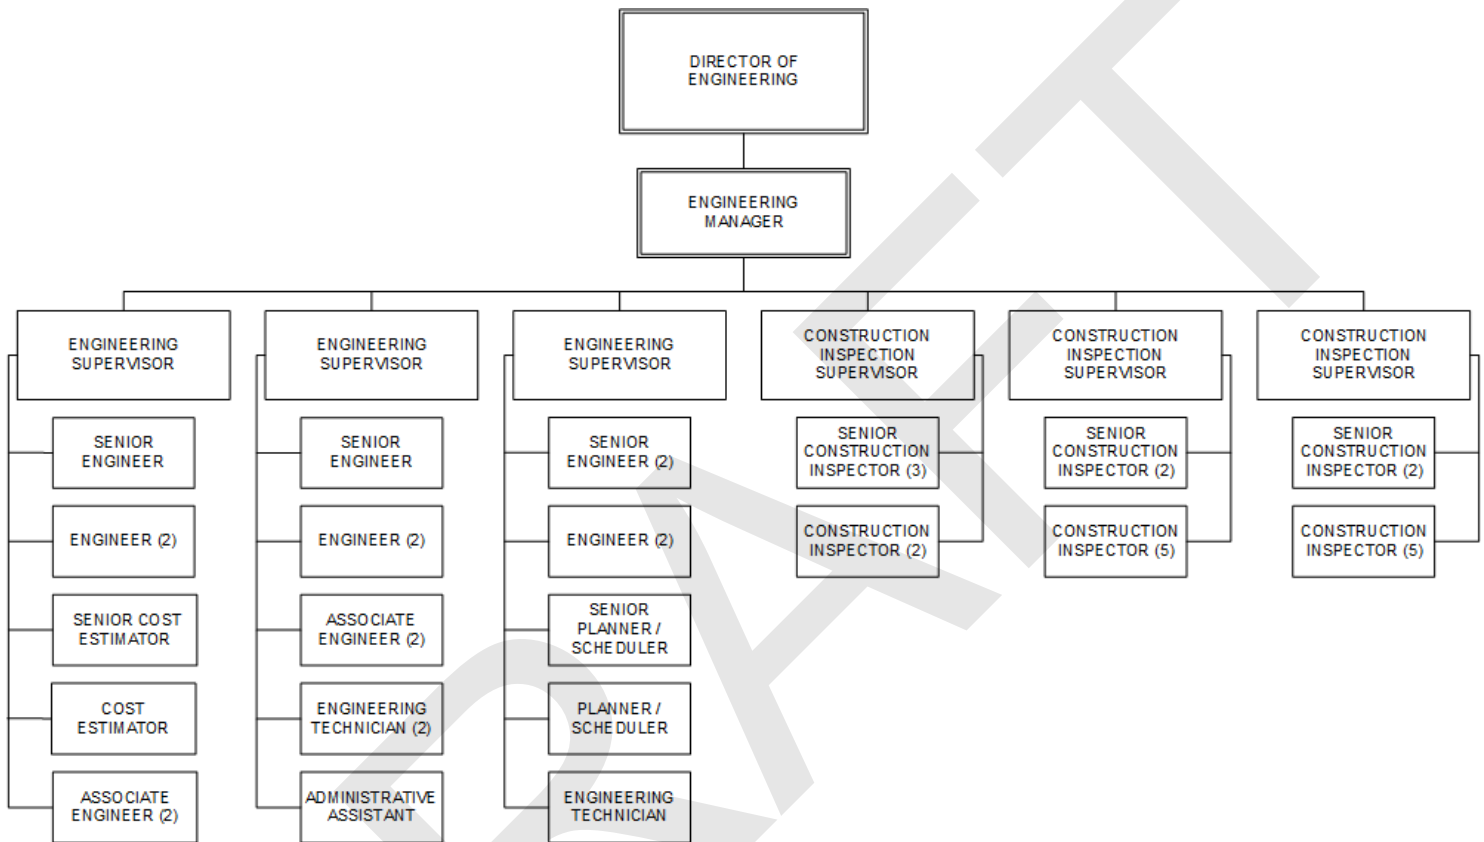 DIRECTOR OF
ENGINEERING
ENGINEERING
MANAGER
ENGINEERING
SUPERVISOR
SENIOR
ENGINEER
ENGINEER (2)
SENIOR COST
ESTIMATOR
COST
ESTIMATOR
ASSOCIATE
ENGINEER (2)
ENGINEERING
SUPERVISOR
SENIOR
ENGINEER
ENGINEER (2)
ASSOCIATE
ENGINEER (2)
ENGINEERING
TECHNICIAN (2)
ADMINISTRATIVE
ASSISTANT
ENGINEERING
SUPERVISOR
SENIOR
ENGINEER (2)
ENGINEER (2)
SENIOR
PLANNER /
SCHEDULER
PLANNER /
SCHEDULER
ENGINEERING
TECHNICIAN
CONSTRUCTION
INSPECTION
SUPERVISOR
SENIOR
CONSTRUCTION
INSPECTOR (3)
CONSTRUCTION
INSPECTOR (2)
CONSTRUCTION
INSPECTION
SUPERVISOR
SENIOR
CONSTRUCTION
INSPECTOR (2)
CONSTRUCTION
INSPECTOR (5)
CONSTRUCTION
INSPECTION
SUPERVISOR
SENIOR
CONSTRUCTION
INSPECTOR (2)
CONSTRUCTION
INSPECTOR (5)
RAFT